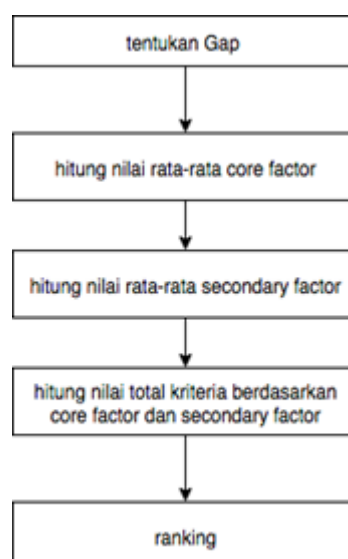 tentukan Gap
hitung nilai rata-rata core factor
hitung nilai rata-rata secondary factor
hitung nilai total kriteria berdasarkan
core factor dan secondary factor
ranking